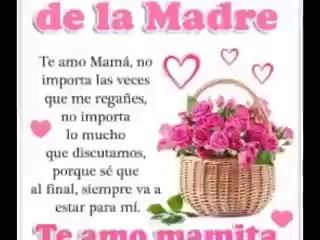 de la Madre
Te amo Mamá, no
importa las veces
que me regañes,
no importa
lo mucho
que discutamos,
porque sé que
al final, siempre va a
estar para mí.
Te amo mamita